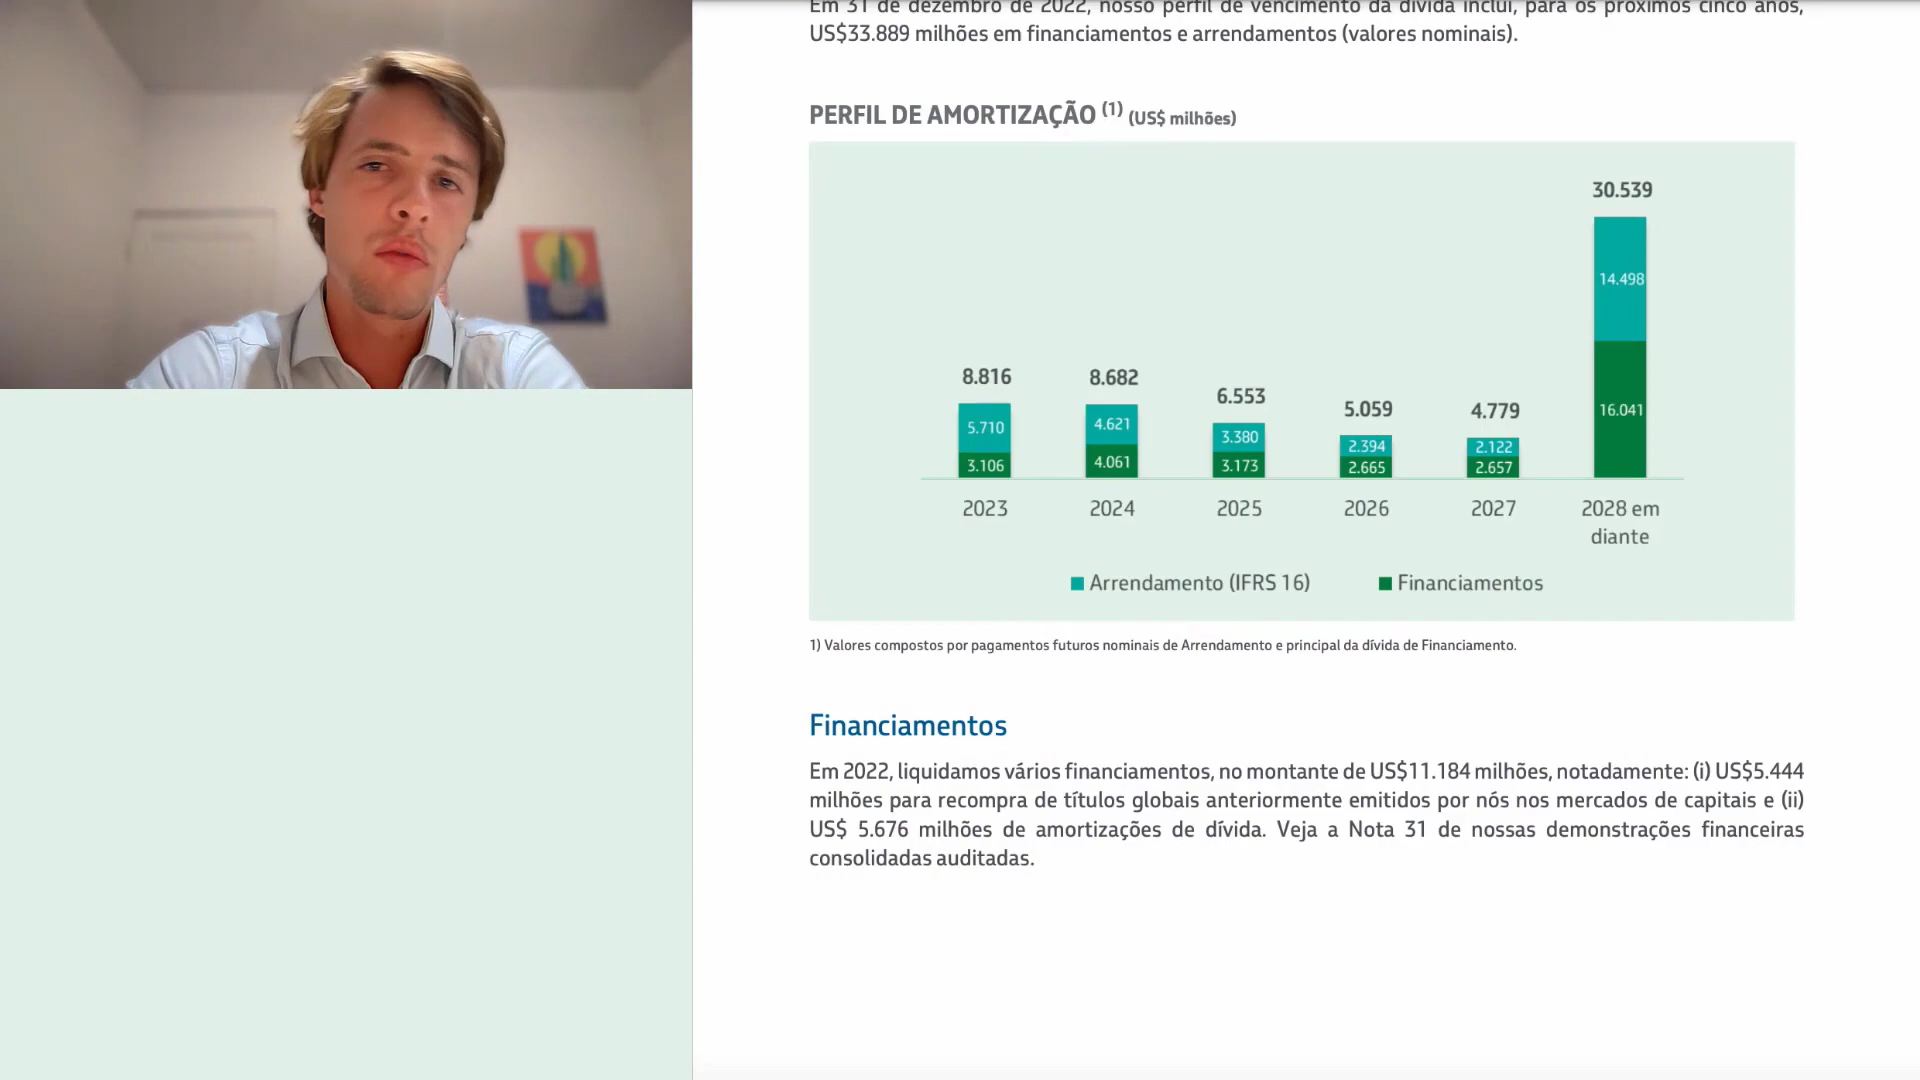 Em 31 de dezembro de 2022, nosso perfil de vencimento da dívida inclui, para os próximos cinco anos,
US$33.889 milhões em financiamentos e arrendamentos (valores nominais).
PERFIL DE AMORTIZAÇÃO (1) (US$ milhões)
30.539
14.498
16.041
8.816
8.682
6.553
5.059
4.779
5.710
4.621
3.380
2.394
2.122
3.106
4.061
3.173
2.665
2.657
2023
2024
2025
2026
2027
2028 em
diante
Arrendamento (IFRS 16)
Financiamentos
1) Valores compostos por pagamentos futuros nominais de Arrendamento e principal da dívida de Financiamento.
Financiamentos
Em 2022, liquidamos vários financiamentos, no montante de US$11.184 milhões, notadamente: (i) US$5.444
milhões para recompra de títulos globais anteriormente emitidos por nós nos mercados de capitais e (ii)
US$ 5.676 milhões de amortizações de dívida. Veja a Nota 31 de nossas demonstrações financeiras
consolidadas auditadas.